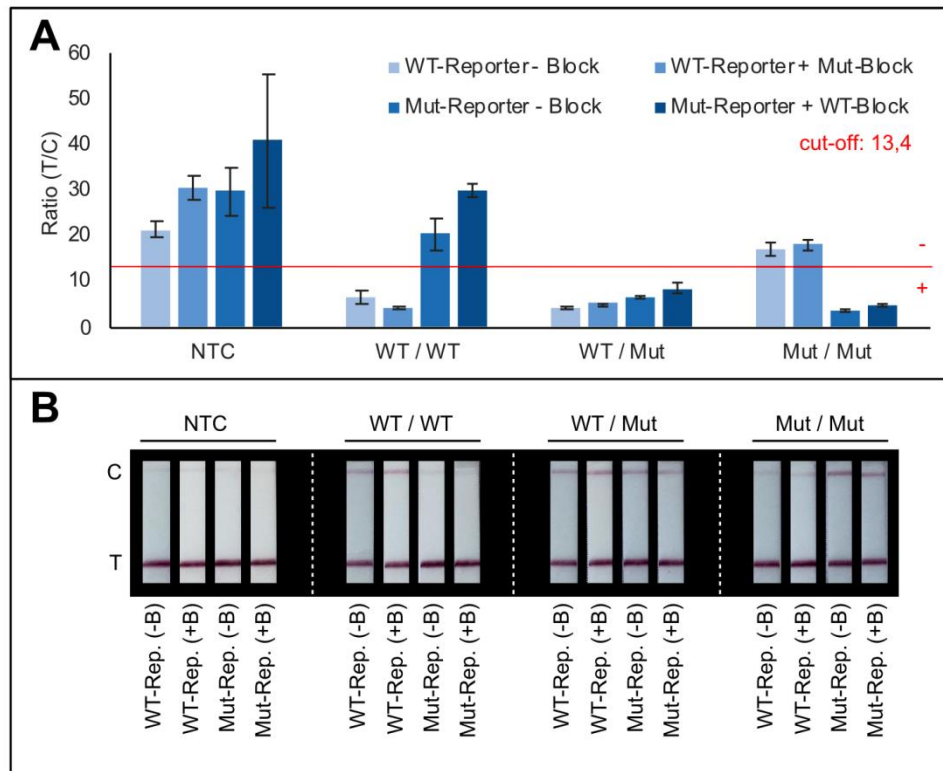 A
60
50
40
30
20
10
0
Ratio (T/C)
WT-Reporter - Block
WT-Reporter + Mut-Block
Mut-Reporter - Block
Mut-Reporter + WT-Block
cut-off: 13,4
-
+
NTC
WT / WT
WT / Mut
Mut / Mut
B
NTC
WT / WT
WT / Mut
Mut / Mut
C
T
WT-Rep. (-B)
WT-Rep. (+B)
Mut-Rep. (-B)
Mut-Rep. (+B)
WT-Rep. (-B)
WT-Rep. (+B)
Mut-Rep. (-B)
Mut-Rep. (+B)
WT-Rep. (-B)
WT-Rep. (+B)
Mut-Rep. (-B)
Mut-Rep. (+B)
WT-Rep. (-B)
WT-Rep. (+B)
Mut-Rep. (-B)
Mut-Rep. (+B)